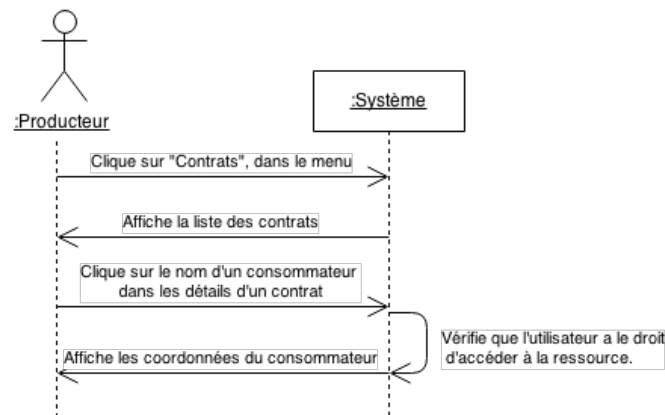 :Producteur
:Système
Clique sur "Contrats", dans le menu
Affiche la liste des contrats
Clique sur le nom d'un consommateur
dans les détails d'un contrat
Vérifie que l'utilisateur a le droit
d'accéder à la ressource.
Affiche les coordonnées du consommateur